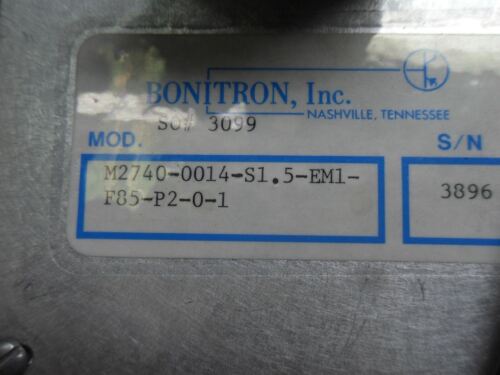 BONITRON, Inc.
NASHVILLE, TENNESSEE
SO# 3099
MOD.
S/N
M2740-0014-S1.5-EM1-
F85-P2-0-1
3896